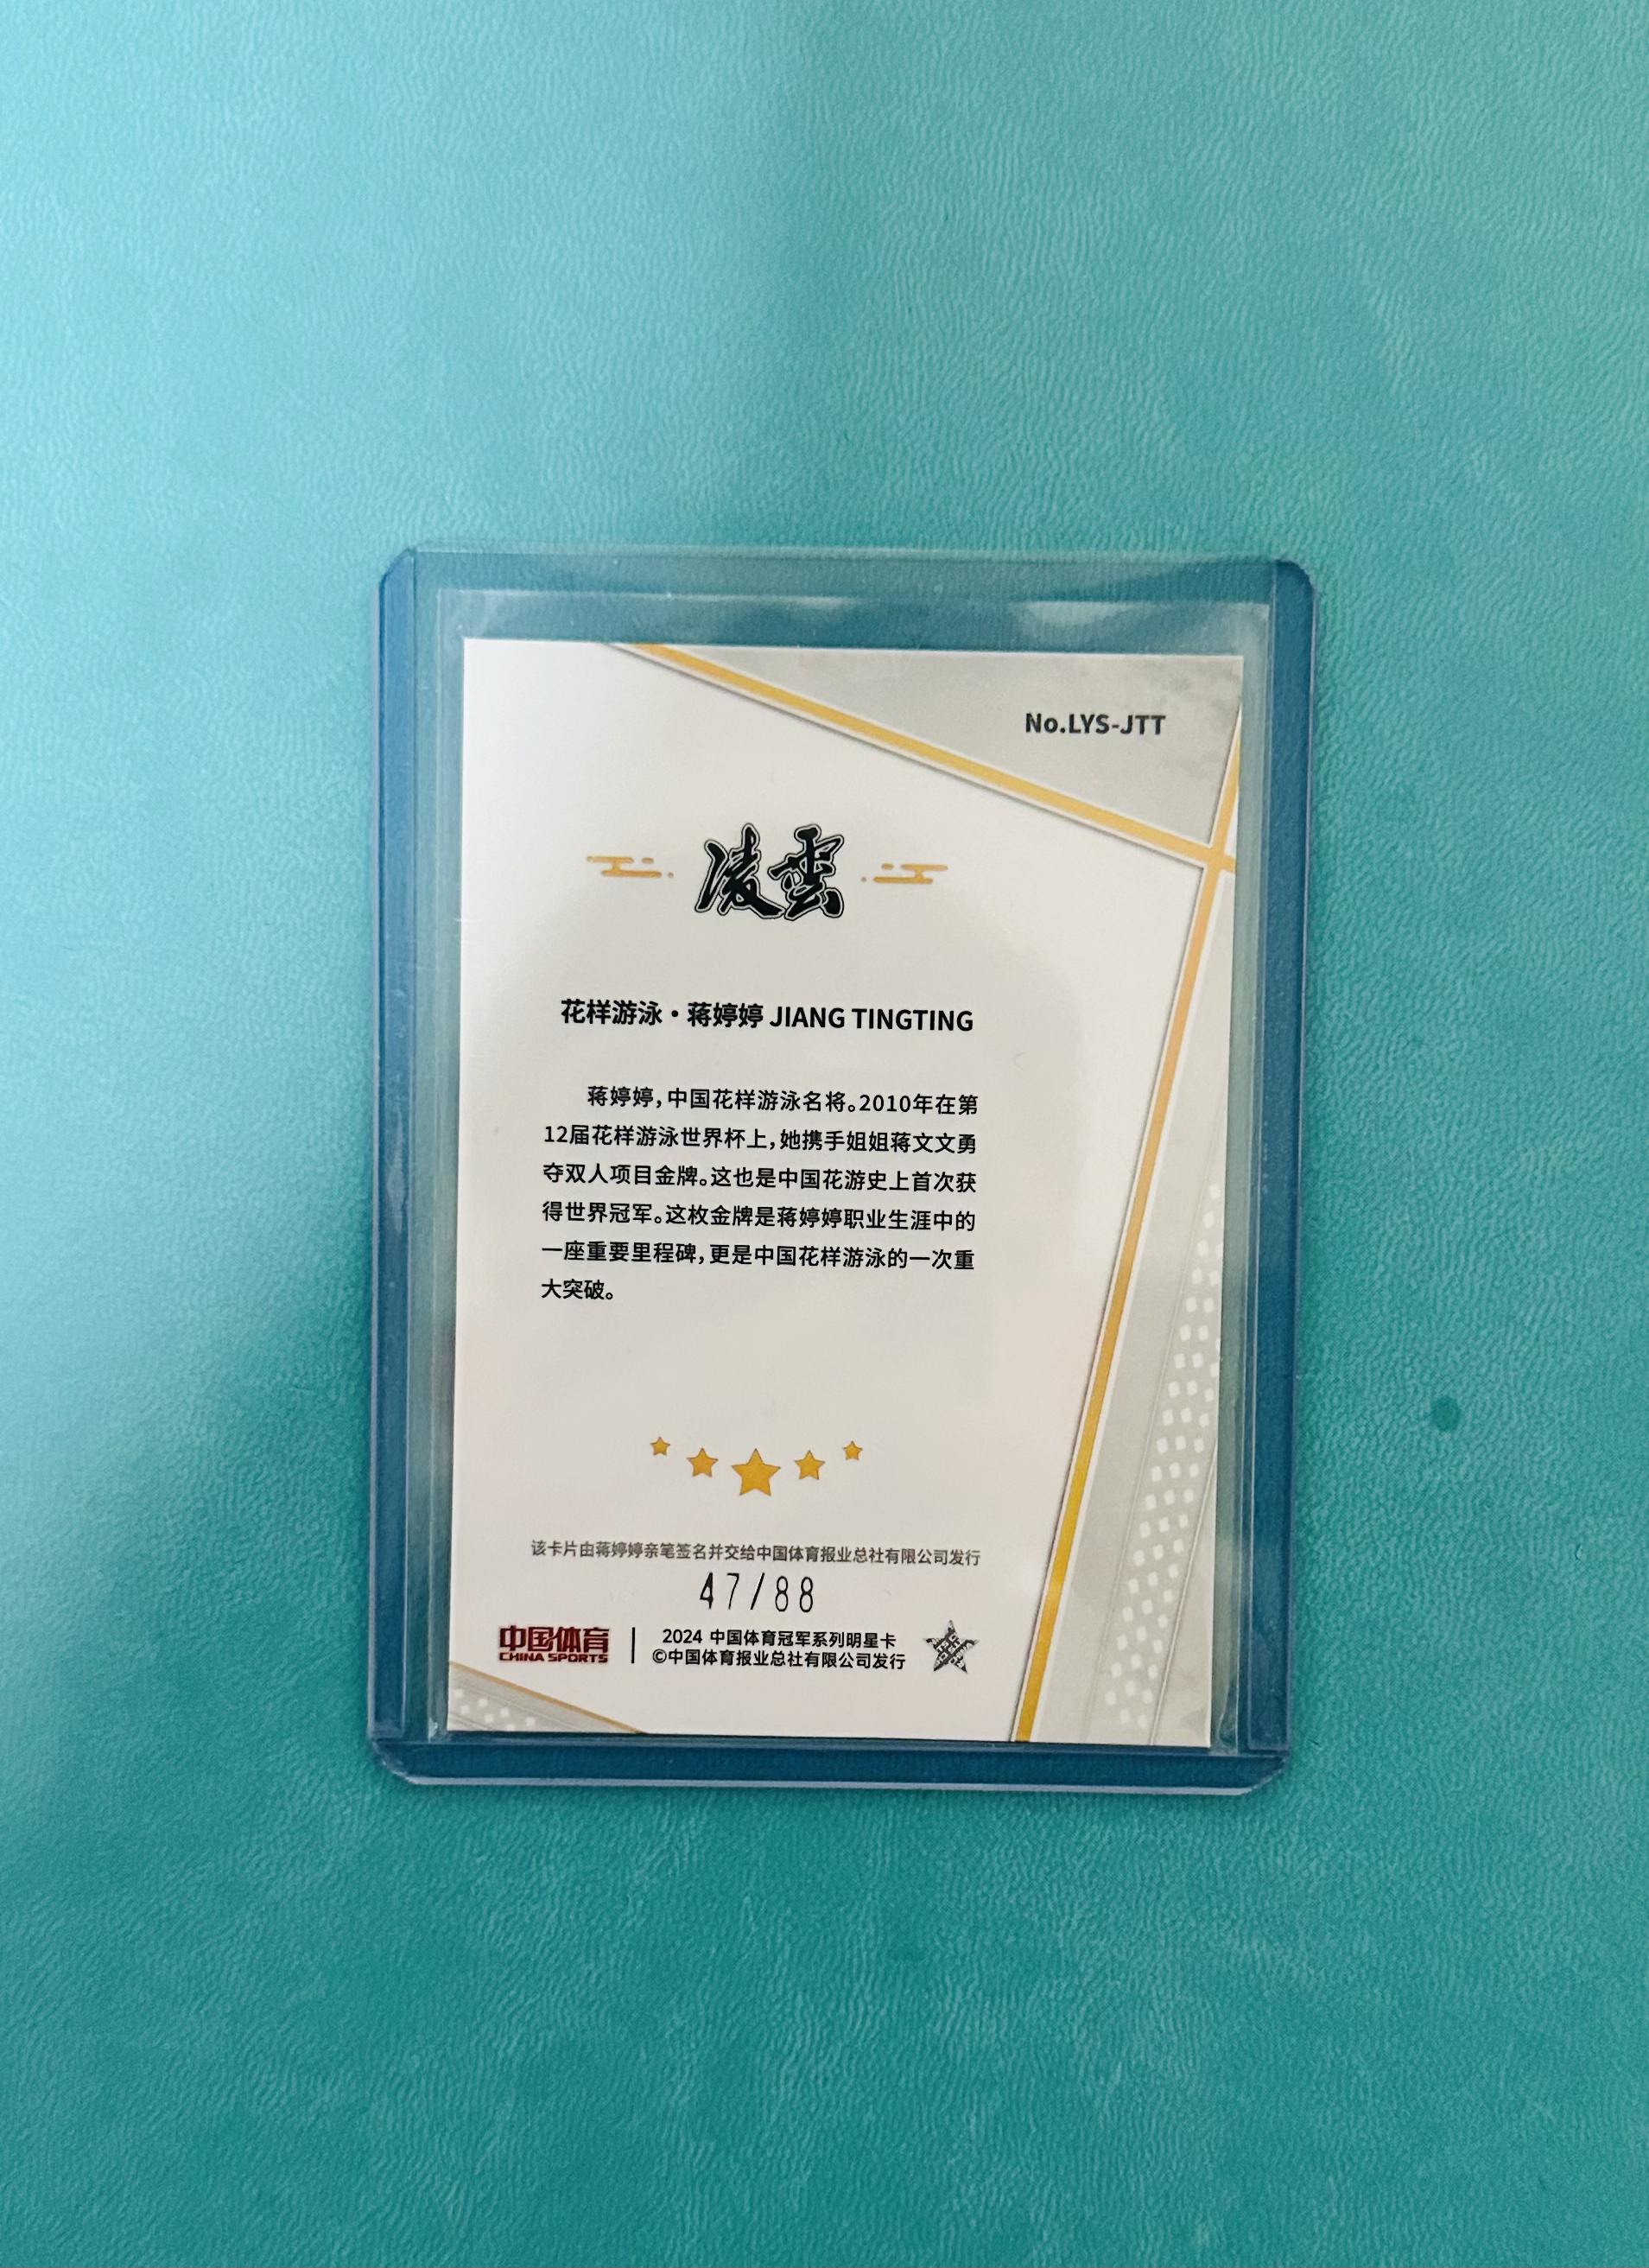 No.LYS-JTT
凌雲
花样游泳·蒋婷婷 JIANG TINGTING
蒋婷婷，中国花样游泳名将。2010年在第
12届花样游泳世界杯上，她携手姐姐蒋文文勇
夺双人项目金牌。这也是中国花游史上首次获
得世界冠军。这枚金牌是蒋婷婷职业生涯中的
一座重要里程碑，更是中国花样游泳的一次重
大突破。
该卡片由蒋婷婷亲笔签名并交给中国体育报业总社有限公司发行
47/88
中国体育
CHINA SPORTS
2024 中国体育冠军系列明星卡
©中国体育报业总社有限公司发行